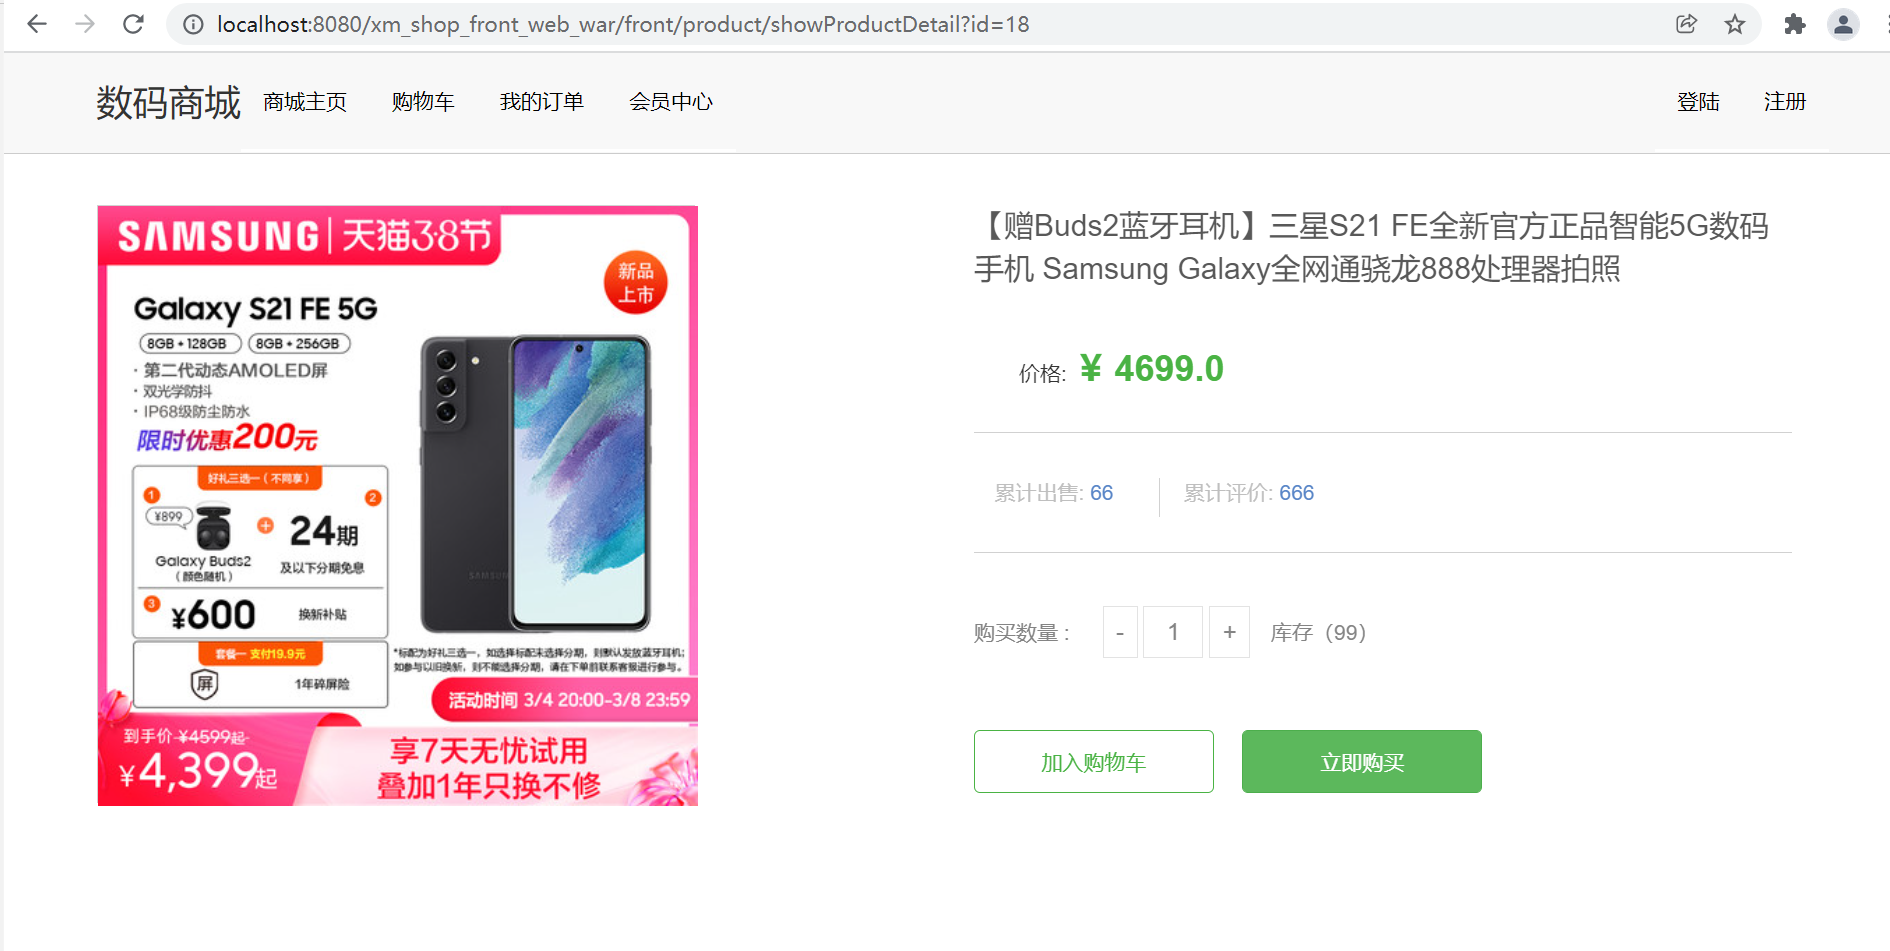 localhost:8080/xm_shop_front_web_war/front/product/showProductDetail?id=18
数码商城 商城主页 购物车 我的订单 会员中心 登陆 注册
SAMSUNG | 天猫3·8节
新品
上市
Galaxy S21 FE 5G
8GB+128GB 8GB+256GB
· 第二代动态AMOLED屏
· 双光学防抖
· IP68级防尘防水
限时优惠200元
好礼三选一（不同享）
1 2
¥899
+ 24期
Galaxy Buds2
（颜色随机）
及以下分期免息
3 ¥600 换新补贴
套餐一 支付19.9元
屏 1年碎屏险
SAMSUNG
*标配为好礼三选一，如选择标配未选择分期，则默认发放蓝牙耳机；
如参与以旧换新，则不能选择分期，请在下单前联系客服进行参与。
活动时间 3/4 20:00-3/8 23:59
到手价 ¥4599起
¥4,399起
享7天无忧试用
叠加1年只换不修
【赠Buds2蓝牙耳机】三星S21 FE全新官方正品智能5G数码
手机 Samsung Galaxy全网通骁龙888处理器拍照
价格: ¥ 4699.0
累计出售: 66 累计评价: 666
购买数量： - 1 + 库存（99）
加入购物车 立即购买